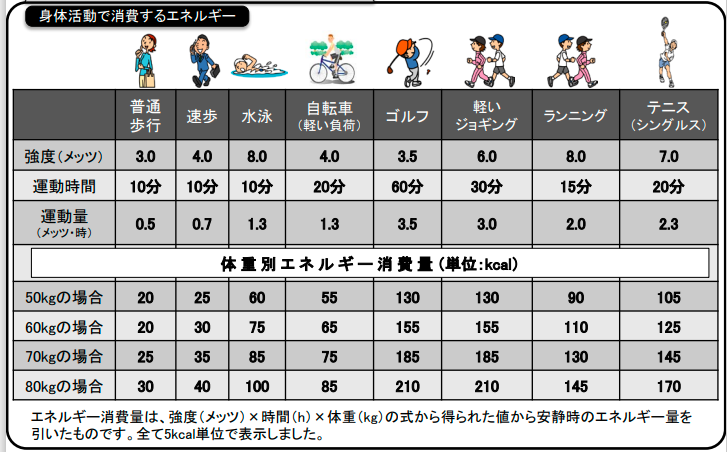 身体活動で消費するエネルギー
普通歩行 速歩 水泳 自転車（軽い負荷） ゴルフ 軽いジョギング ランニング テニス（シングルス）
強度（メッツ） 3.0 4.0 8.0 4.0 3.5 6.0 8.0 7.0
運動時間 10分 10分 10分 20分 60分 30分 15分 20分
運動量（メッツ・時） 0.5 0.7 1.3 1.3 3.5 3.0 2.0 2.3
体重別エネルギー消費量（単位：kcal）
50kgの場合 20 25 60 55 130 130 90 105
60kgの場合 20 30 75 65 155 155 110 125
70kgの場合 25 35 85 75 185 185 130 145
80kgの場合 30 40 100 85 210 210 145 170
エネルギー消費量は、強度（メッツ）×時間（h）×体重（kg）の式から得られた値から安静時のエネルギー量を
引いたものです。全て5kcal単位で表示しました。